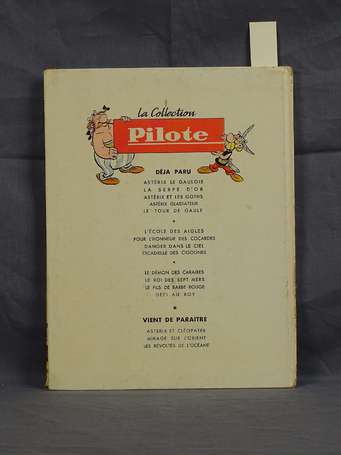 La Collection
Pilote
DÉJA PARU
ASTÉRIX LE GAULOIS
LA SERPE D'OR
ASTÉRIX ET LES GOTHS
ASTÉRIX GLADIATEUR
LE TOUR DE GAULE
L'ÉCOLE DES AIGLES
POUR L'HONNEUR DES COCARDES
DANGER DANS LE CIEL
L'ESCADRILLE DES CIGOGNES
LE DÉMON DES CARAIBES
LE ROI DES SEPT MERS
LE FILS DE BARBE ROUGE
DÉFI AU ROY
VIENT DE PARAITRE
ASTÉRIX ET CLÉOPATRE
MIRAGE SUR L'ORIENT
LES RÉVOLTÉS DE L'OCÉANE